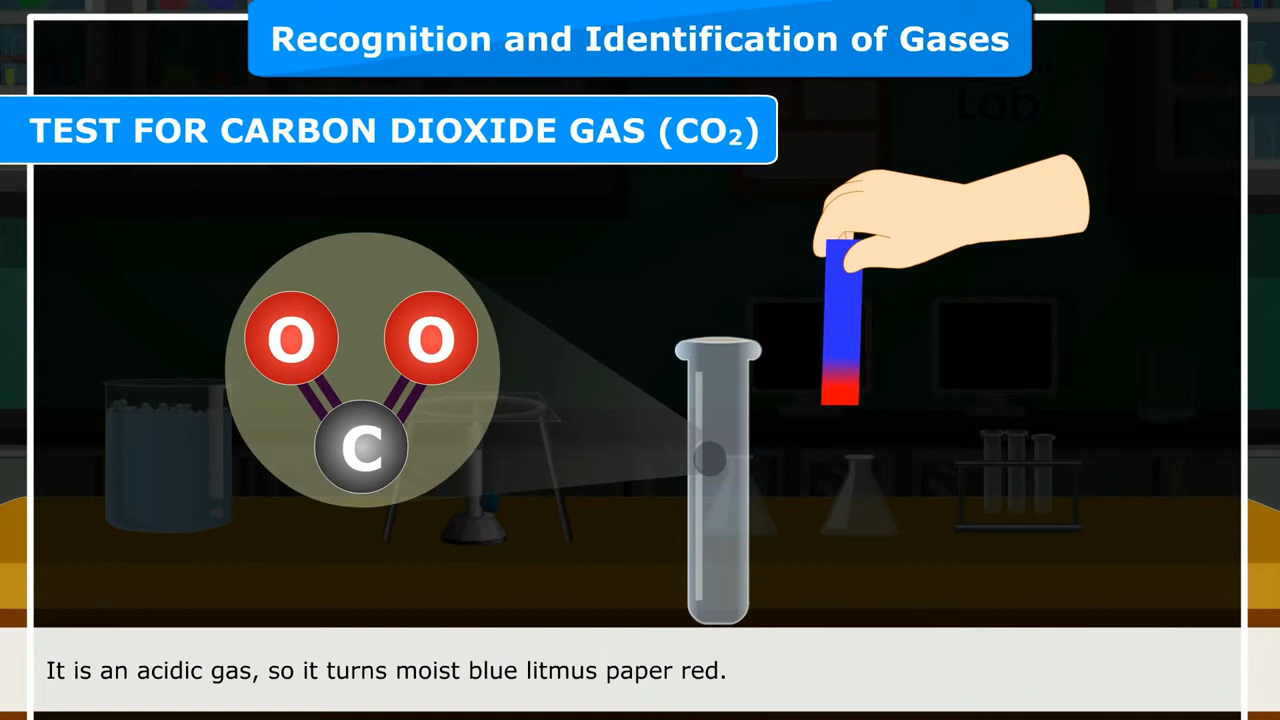 Recognition and Identification of Gases
Lab
TEST FOR CARBON DIOXIDE GAS (CO₂)
O O
C
It is an acidic gas, so it turns moist blue litmus paper red.